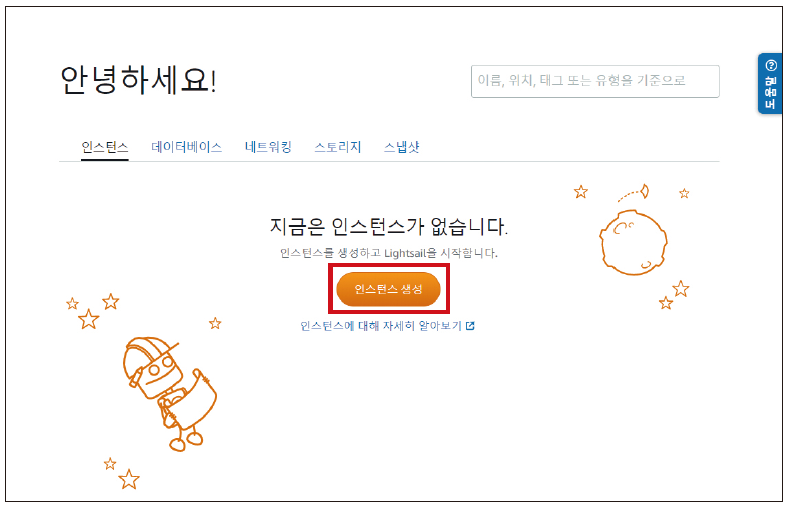 안녕하세요!
이름, 위치, 태그 또는 유형을 기준으로
도움말
인스턴스 데이터베이스 네트워킹 스토리지 스냅샷
지금은 인스턴스가 없습니다.
인스턴스를 생성하고 Lightsail을 시작합니다.
인스턴스 생성
인스턴스에 대해 자세히 알아보기